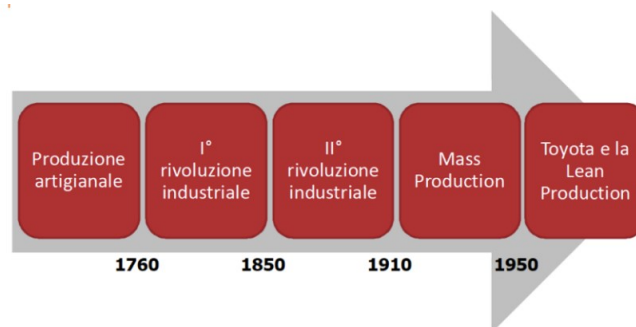 Produzione
artigianale
I°
rivoluzione
industriale
II°
rivoluzione
industriale
Mass
Production
Toyota e la
Lean
Production
1760
1850
1910
1950